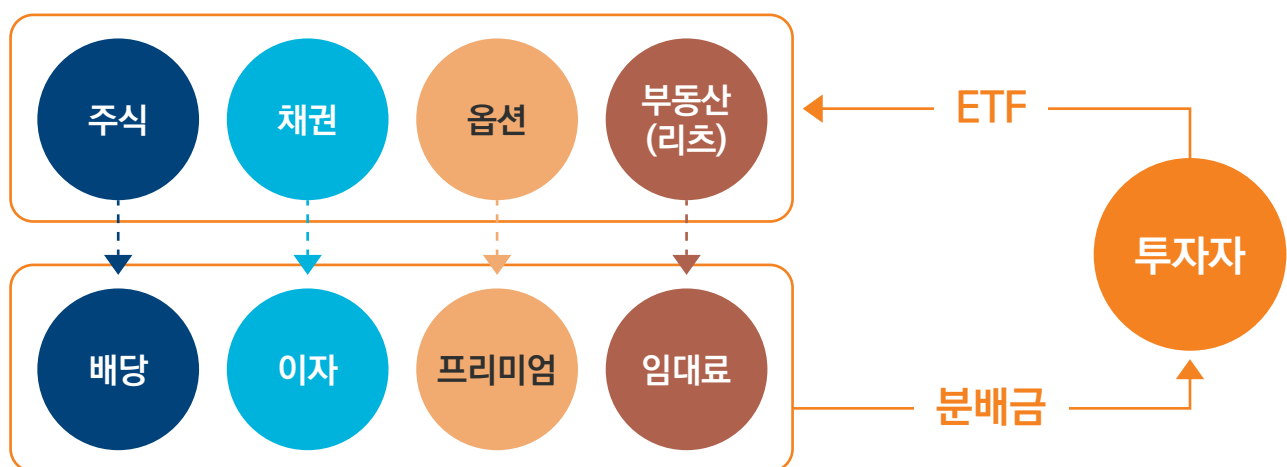 주식
채권
옵션
부동산
(리츠)
ETF
투자자
배당
이자
프리미엄
임대료
분배금